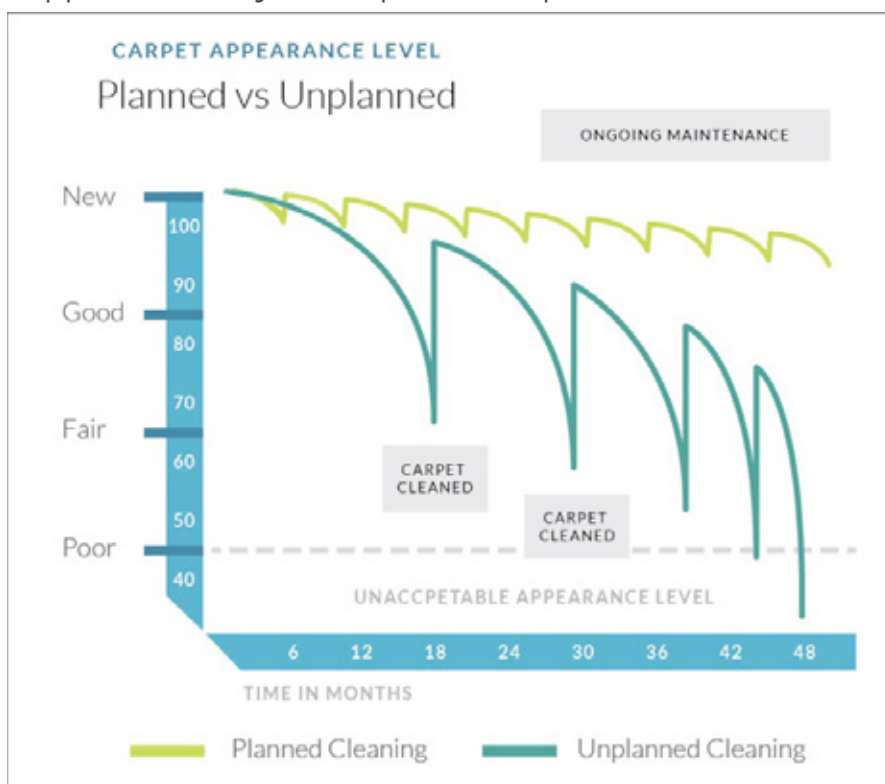 CARPET APPEARANCE LEVEL
Planned vs Unplanned
ONGOING MAINTENANCE
New
100
90
Good
80
70
Fair
60
CARPET
CLEANED
50
CARPET
CLEANED
Poor
40
UNACCPETABLE APPEARANCE LEVEL
6 12 18 24 30 36 42 48
TIME IN MONTHS
Planned Cleaning Unplanned Cleaning